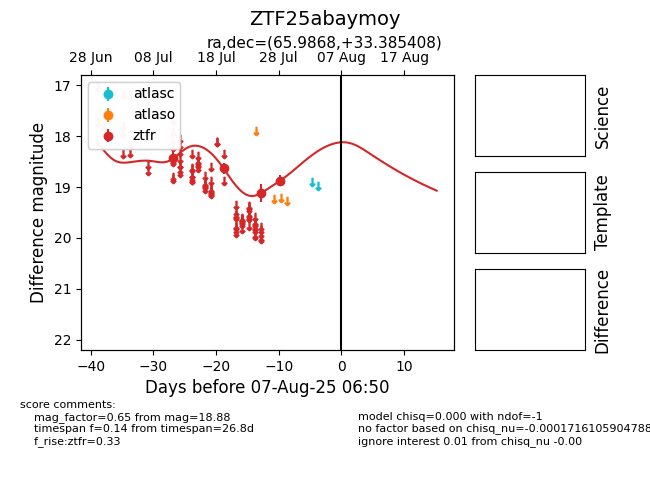 ZTF25abaymoy
ra,dec=(65.9868,+33.385408)
28 Jun 08 Jul 18 Jul 28 Jul 07 Aug 17 Aug
17
18
19
20
21
22
Difference magnitude
atlasc
atlaso
ztfr
−40 −30 −20 −10 0 10
Days before 07-Aug-25 06:50
Science
Template
Difference
score comments:
mag_factor=0.65 from mag=18.88
timespan f=0.14 from timespan=26.8d
f_rise:ztfr=0.33
model chisq=0.000 with ndof=-1
no factor based on chisq_nu=-0.0001716105904788
ignore interest 0.01 from chisq_nu -0.00